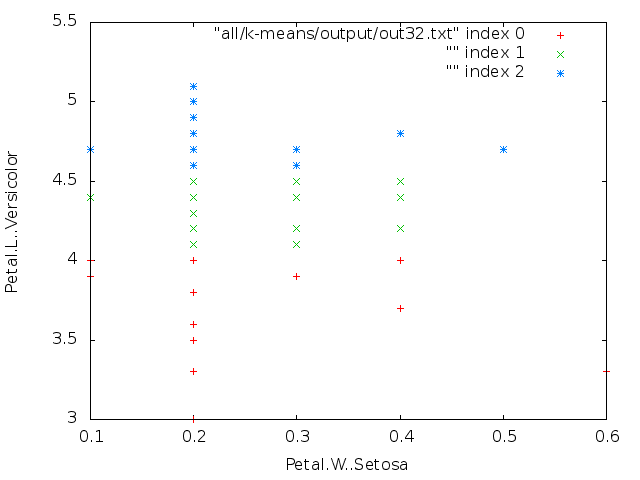 5.5
5
4.5
4
3.5
3
Petal.L..Versicolor
"all/k-means/output/out32.txt" index 0
"" index 1
"" index 2
0.1 0.2 0.3 0.4 0.5 0.6
Petal.W..Setosa